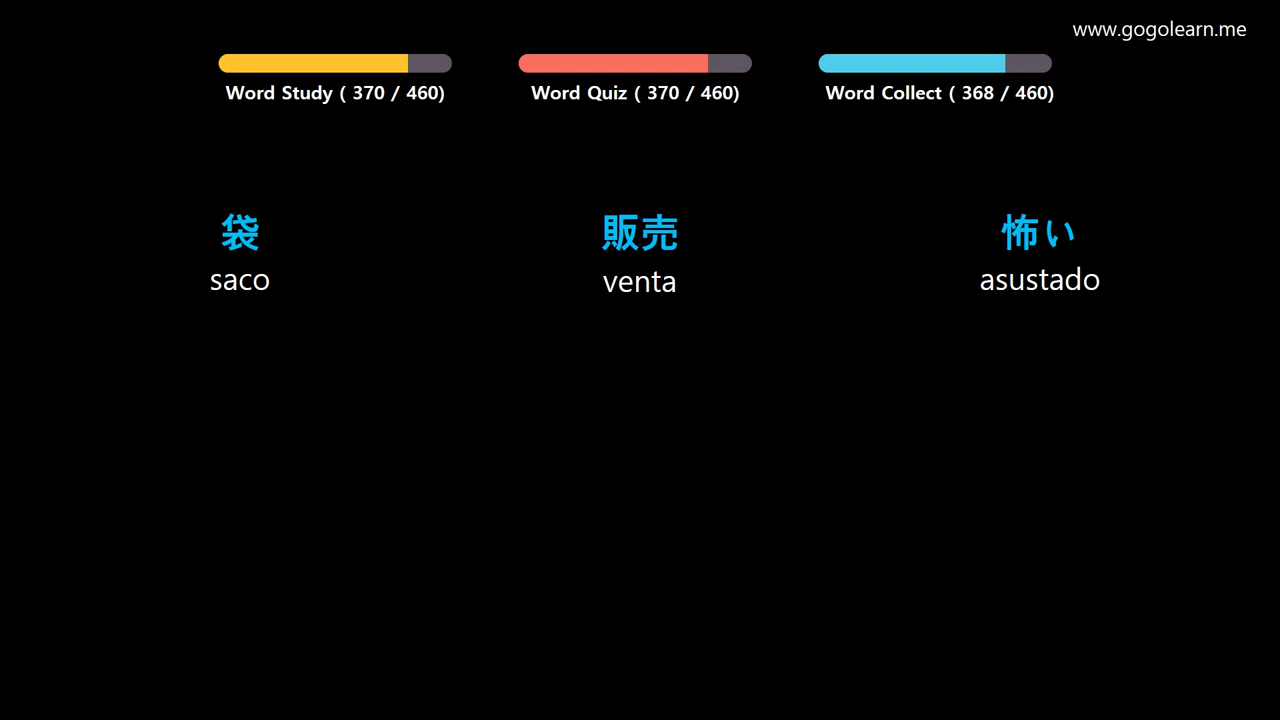 www.gogolearn.me
Word Study ( 370 / 460)
Word Quiz ( 370 / 460)
Word Collect ( 368 / 460)
袋
saco
販売
venta
怖い
asustado